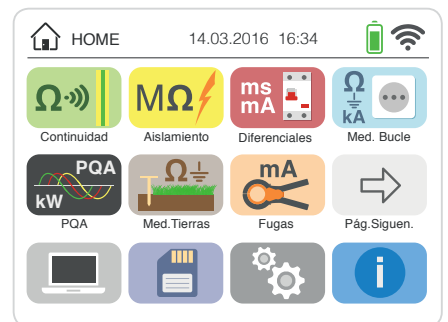 HOME 14.03.2016 16:34
Ω MΩ ms mA Ω kA
Continuidad Aislamiento Diferenciales Med. Bucle
PQA kW Ω mA
PQA Med.Tierras Fugas Pág.Siguen.
i